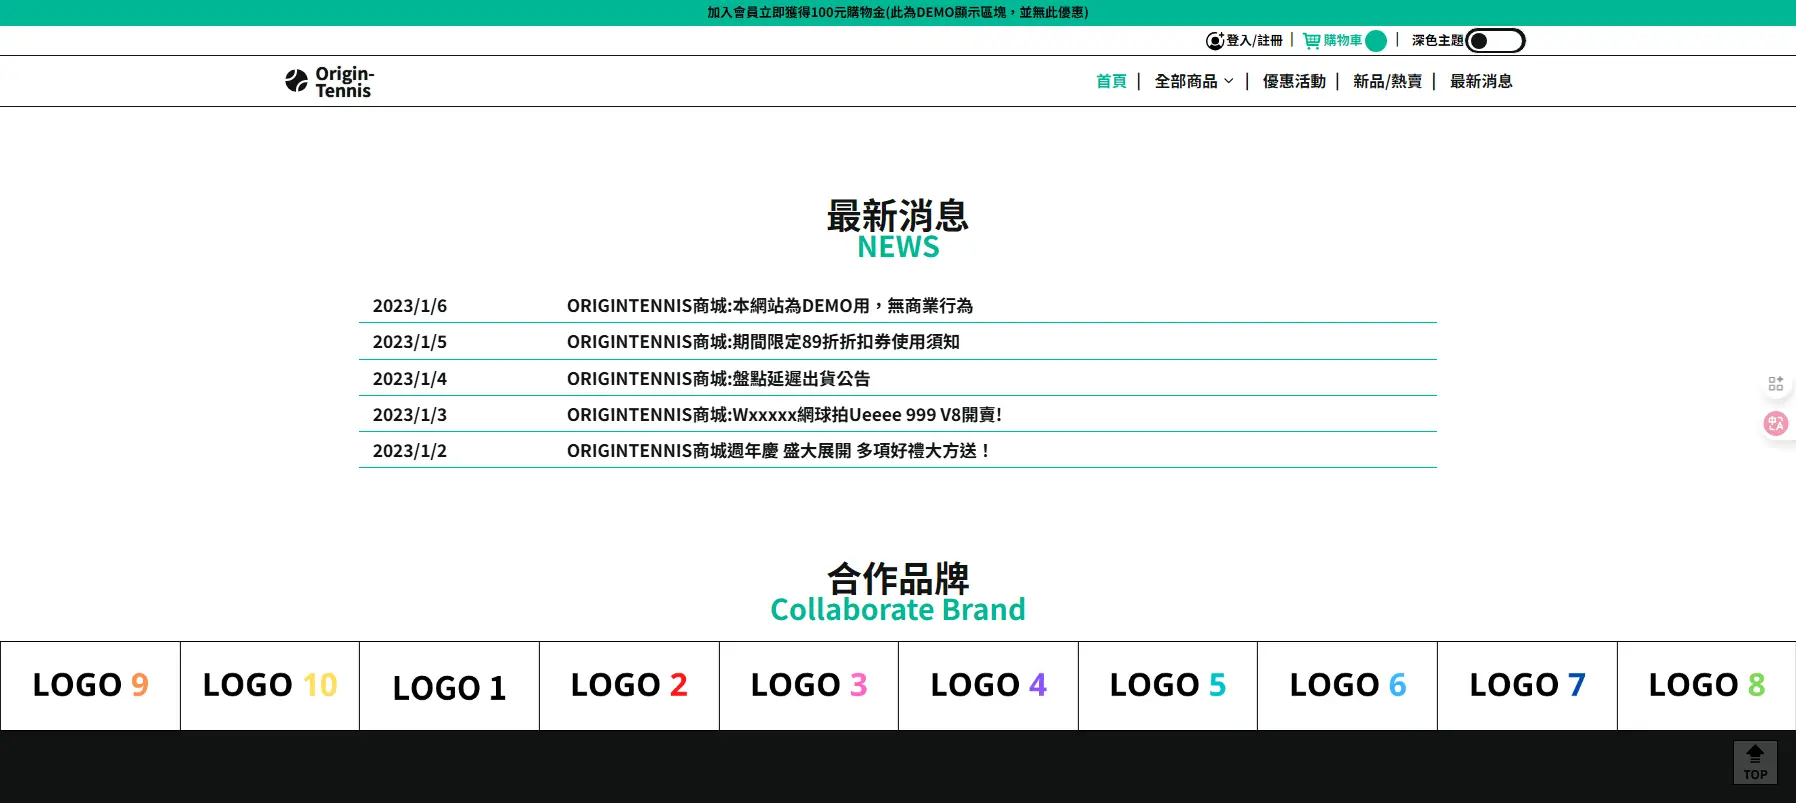 加入會員立即獲得100元購物金(此為DEMO顯示區塊，並無此優惠)
登入/註冊 | 購物車 | 深色主題
Origin-
Tennis
首頁 | 全部商品 | 優惠活動 | 新品/熱賣 | 最新消息
最新消息
NEWS
2023/1/6 ORIGINTENNIS商城:本網站為DEMO用，無商業行為
2023/1/5 ORIGINTENNIS商城:期間限定89折折扣券使用須知
2023/1/4 ORIGINTENNIS商城:盤點延遲出貨公告
2023/1/3 ORIGINTENNIS商城:Wxxxxx網球拍Ueeee 999 V8開賣!
2023/1/2 ORIGINTENNIS商城週年慶 盛大展開 多項好禮大方送！
合作品牌
Collaborate Brand
LOGO 9 LOGO 10 LOGO 1 LOGO 2 LOGO 3 LOGO 4 LOGO 5 LOGO 6 LOGO 7 LOGO 8
TOP